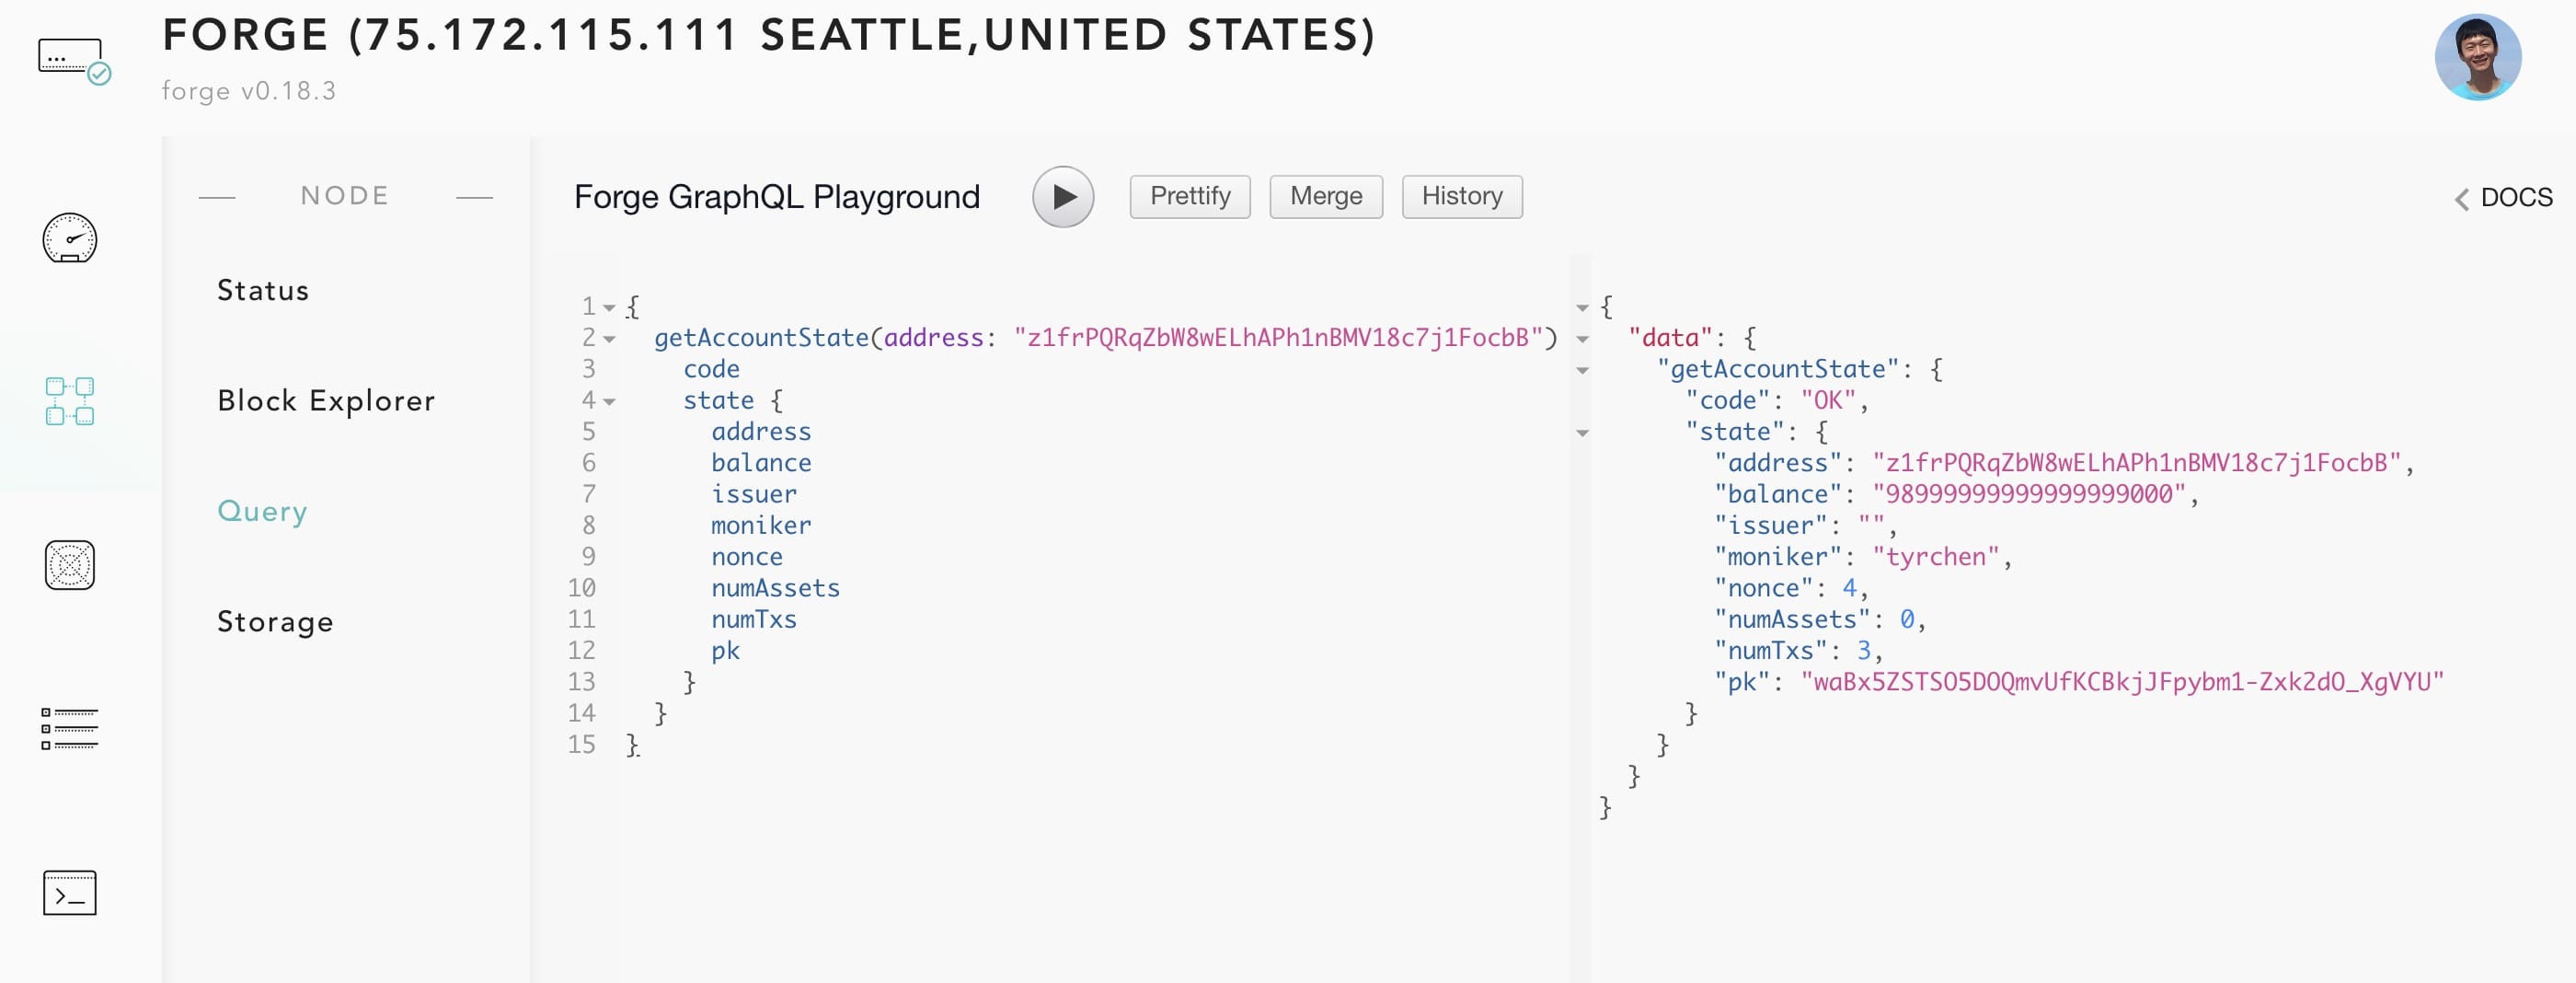 FORGE (75.172.115.111 SEATTLE,UNITED STATES)
forge v0.18.3
NODE
Status
Block Explorer
Query
Storage
Forge GraphQL Playground
Prettify
Merge
History
DOCS
1 {
2 getAccountState(address: "z1frPQRqZbW8wELhAPh1nBMV18c7j1FocbB")
3 code
4 state {
5 address
6 balance
7 issuer
8 moniker
9 nonce
10 numAssets
11 numTxs
12 pk
13 }
14 }
15 }
{
"data": {
"getAccountState": {
"code": "OK",
"state": {
"address": "z1frPQRqZbW8wELhAPh1nBMV18c7j1FocbB",
"balance": "98999999999999999000",
"issuer": "",
"moniker": "tyrchen",
"nonce": 4,
"numAssets": 0,
"numTxs": 3,
"pk": "waBx5ZSTSO5DOQmvUfKCBkjJFpybm1-Zxk2dO_XgVYU"
}
}
}
}